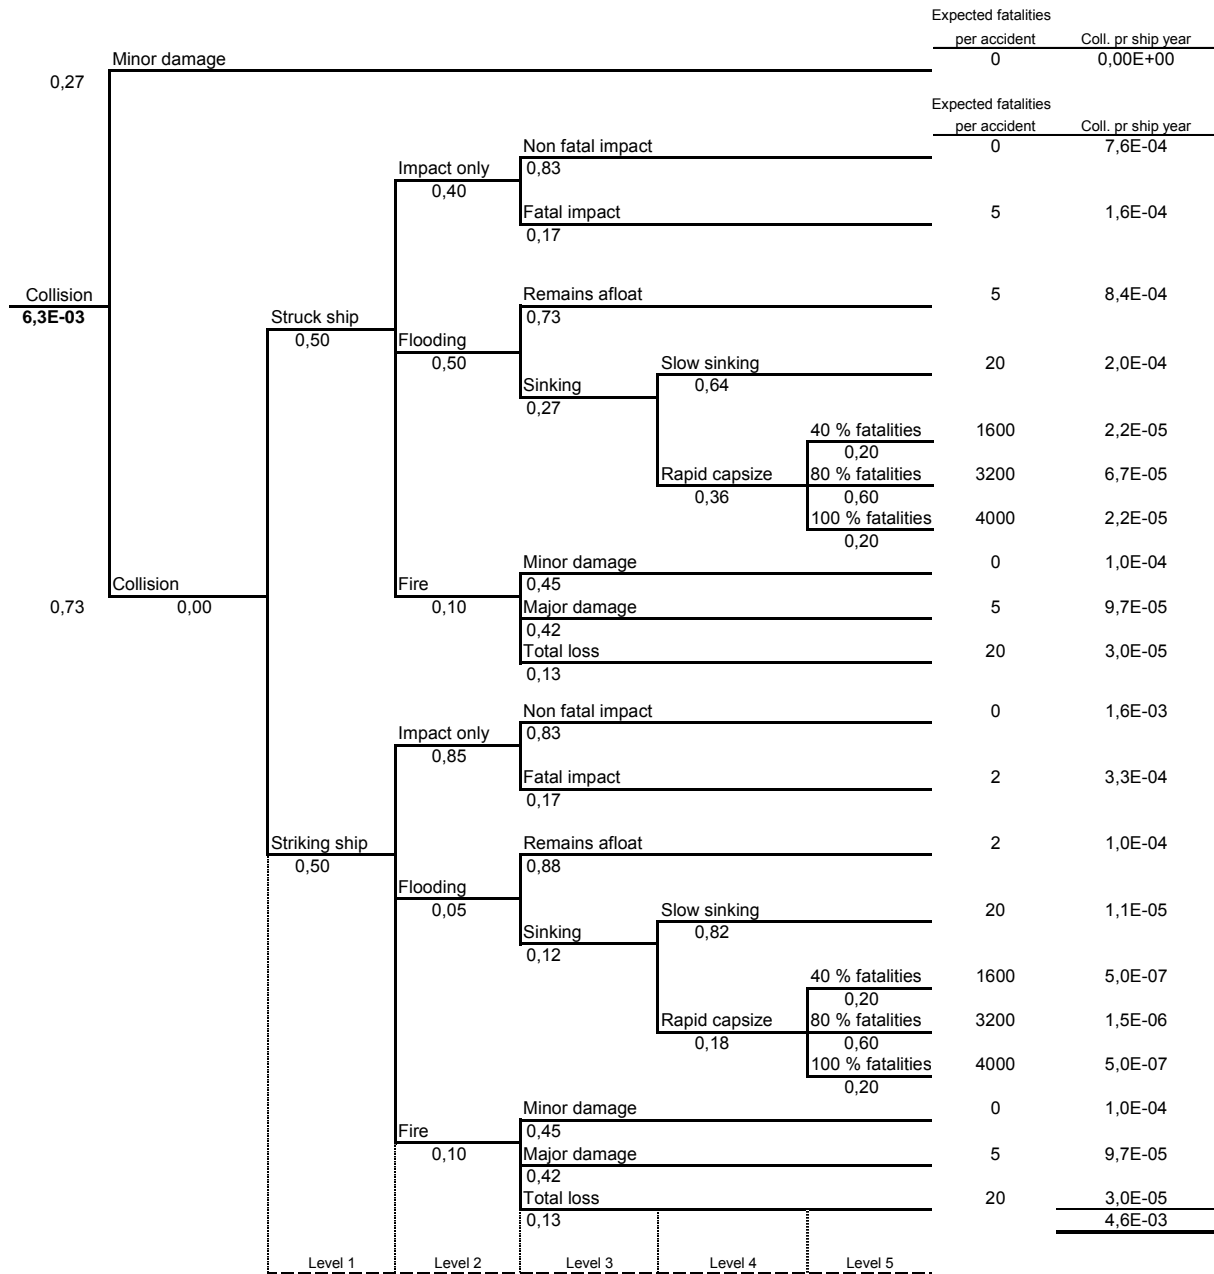 Expected fatalities
per accident Coll. pr ship year
Minor damage 0 0,00E+00
0,27
Expected fatalities
per accident Coll. pr ship year
Non fatal impact 0 7,6E-04
Impact only 0,83
0,40
Fatal impact 5 1,6E-04
0,17
Collision Remains afloat 5 8,4E-04
6,3E-03 Struck ship 0,73
0,50 Flooding
0,50 Slow sinking 20 2,0E-04
Sinking 0,64
0,27
40 % fatalities 1600 2,2E-05
0,20
Rapid capsize 80 % fatalities 3200 6,7E-05
0,36 0,60
100 % fatalities 4000 2,2E-05
0,20
Minor damage 0 1,0E-04
Collision Fire 0,45
0,73 0,00 0,10 Major damage 5 9,7E-05
0,42
Total loss 20 3,0E-05
0,13
Non fatal impact 0 1,6E-03
Impact only 0,83
0,85
Fatal impact 2 3,3E-04
0,17
Striking ship Remains afloat 2 1,0E-04
0,50 0,88
Flooding
0,05 Slow sinking 20 1,1E-05
Sinking 0,82
0,12
40 % fatalities 1600 5,0E-07
0,20
Rapid capsize 80 % fatalities 3200 1,5E-06
0,18 0,60
100 % fatalities 4000 5,0E-07
0,20
Minor damage 0 1,0E-04
Fire 0,45
0,10 Major damage 5 9,7E-05
0,42
Total loss 20 3,0E-05
0,13 4,6E-03
Level 1 Level 2 Level 3 Level 4 Level 5